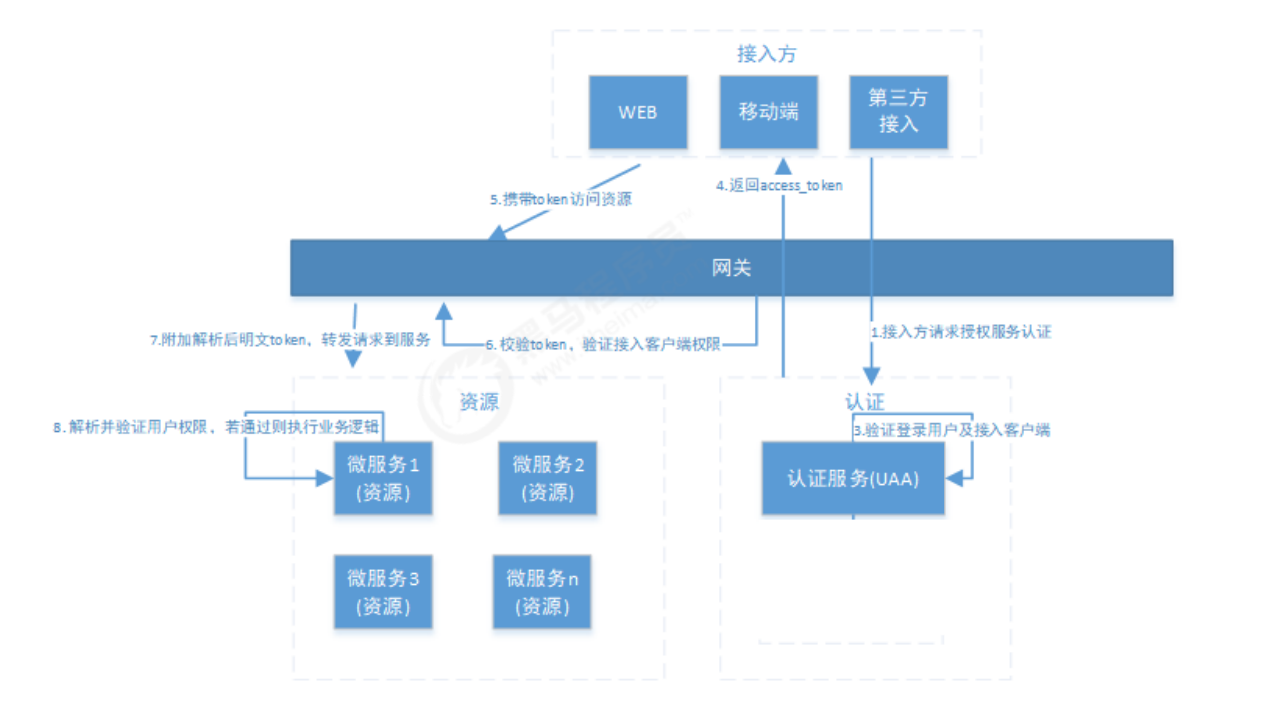 接入方
WEB
移动端
第三方
接入
4.返回access_token
5.携带token访问资源
网关
1.接入方请求授权服务认证
7.附加解析后明文token，转发请求到服务
6.校验token，验证接入客户端权限
资源
认证
8.解析并验证用户权限，若通过则执行业务逻辑
3.验证登录用户及接入客户端
微服务1
(资源)
微服务2
(资源)
认证服务(UAA)
微服务3
(资源)
微服务n
(资源)
黑马程序员